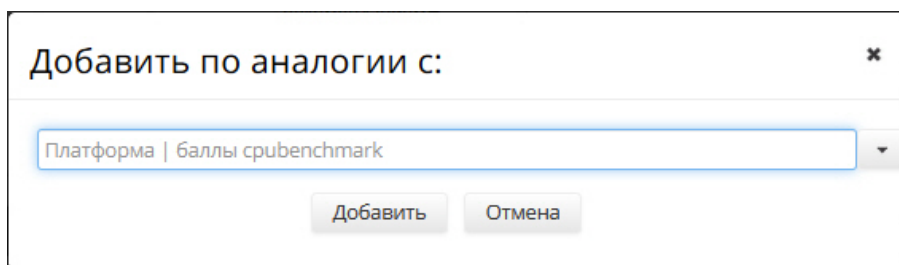 Добавить по аналогии с:
Платформа | баллы cpubenchmark
Добавить Отмена